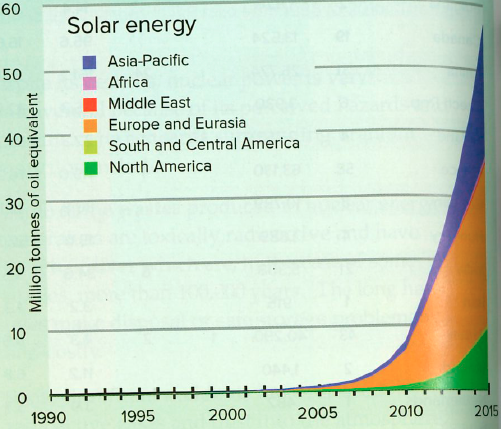 Solar energy
Asia-Pacific
Africa
Middle East
Europe and Eurasia
South and Central America
North America
Million tonnes of oil equivalent
60
50
40
30
20
10
0
1990 1995 2000 2005 2010 2015